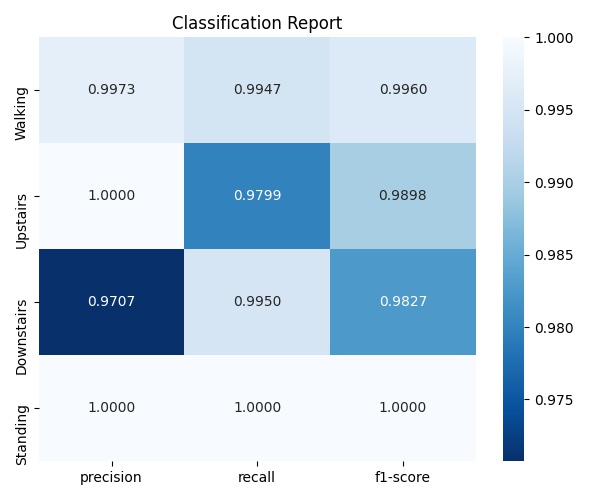 Classification Report
Walking 0.9973 0.9947 0.9960
Upstairs 1.0000 0.9799 0.9898
Downstairs 0.9707 0.9950 0.9827
Standing 1.0000 1.0000 1.0000
precision recall f1-score
1.000
0.995
0.990
0.985
0.980
0.975